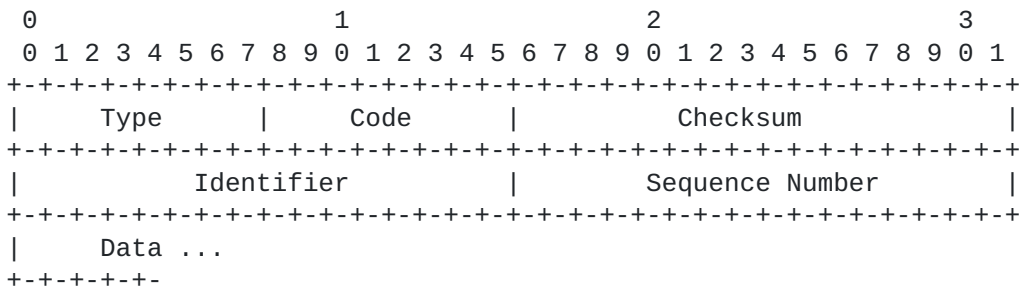 0                   1                   2                   3
 0 1 2 3 4 5 6 7 8 9 0 1 2 3 4 5 6 7 8 9 0 1 2 3 4 5 6 7 8 9 0 1
+-+-+-+-+-+-+-+-+-+-+-+-+-+-+-+-+-+-+-+-+-+-+-+-+-+-+-+-+-+-+-+-+
|     Type      |     Code      |          Checksum             |
+-+-+-+-+-+-+-+-+-+-+-+-+-+-+-+-+-+-+-+-+-+-+-+-+-+-+-+-+-+-+-+-+
|           Identifier          |        Sequence Number        |
+-+-+-+-+-+-+-+-+-+-+-+-+-+-+-+-+-+-+-+-+-+-+-+-+-+-+-+-+-+-+-+-+
|     Data ...
+-+-+-+-+-